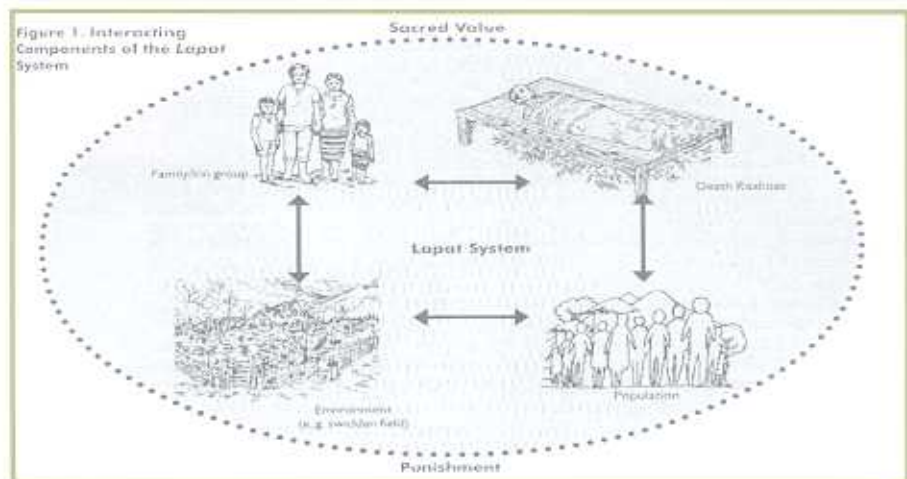 Figure 1. Interacting
Components of the Lapat
System
Sacred Value
Family/kin group
Death Realities
Lapat System
Environment
(e.g. swidden field)
Population
Punishment